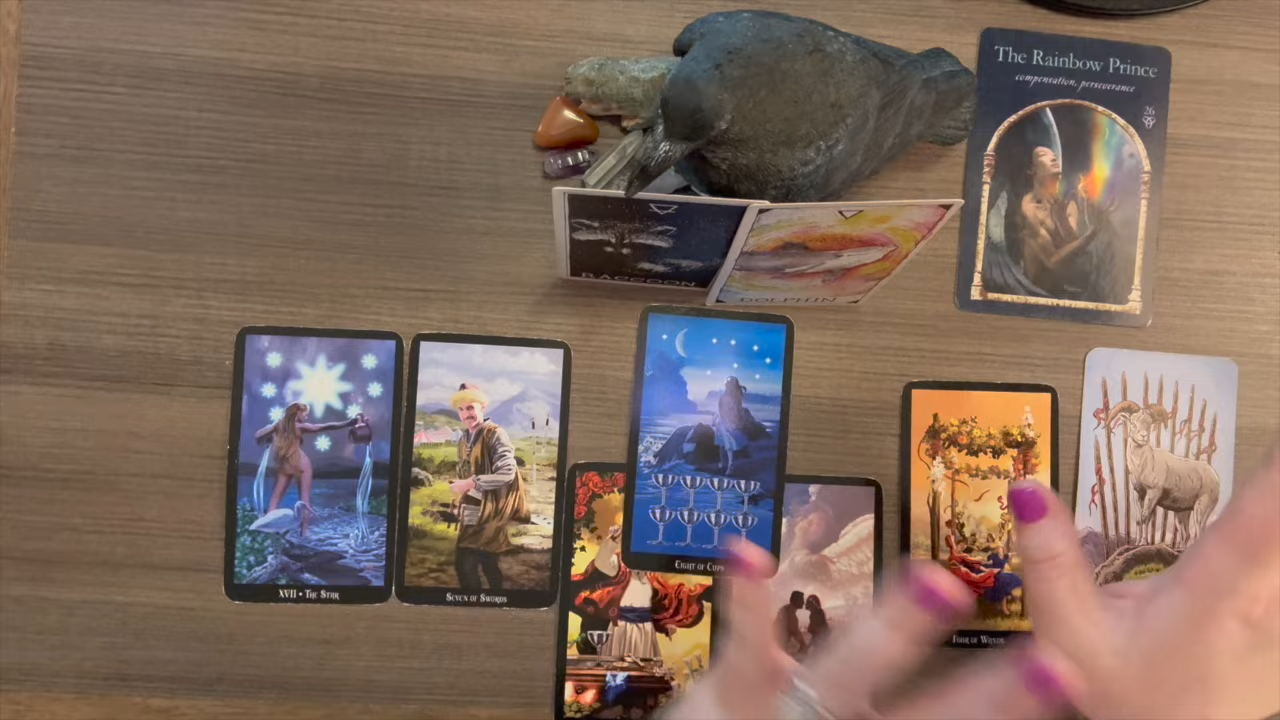 The Rainbow Prince
compensation, perseverance
26
RACCOON
DOLPHIN
XVII • THE STAR
SEVEN OF SWORDS
EIGHT OF CUPS
FOUR OF WANDS